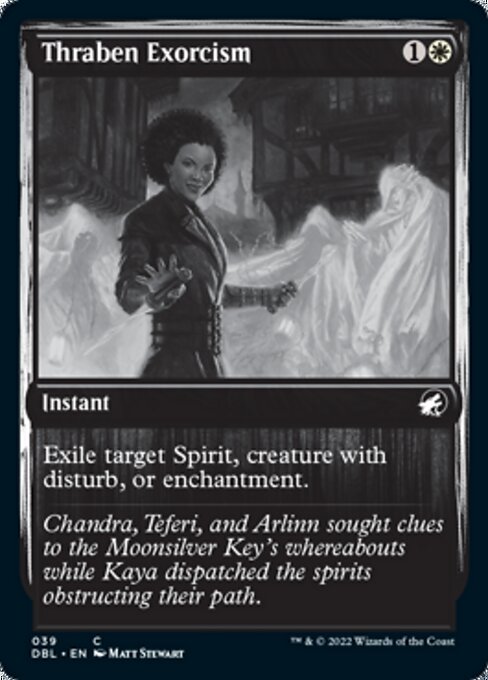 Thraben Exorcism 1
Instant
Exile target Spirit, creature with
disturb, or enchantment.
Chandra, Teferi, and Arlinn sought clues
to the Moonsilver Key's whereabouts
while Kaya dispatched the spirits
obstructing their path.
039 C
DBL • EN MATT STEWART
™ & © 2022 Wizards of the Coast